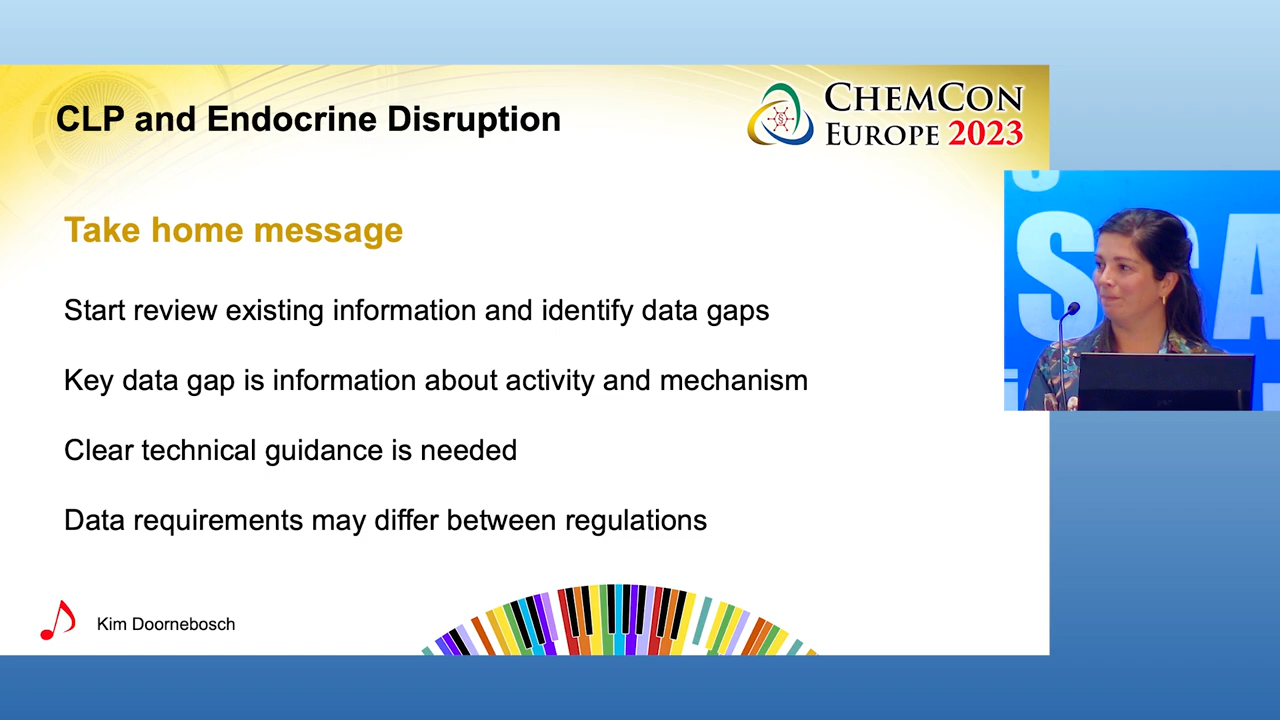 CLP and Endocrine Disruption
CHEMCON
EUROPE 2023
Take home message
Start review existing information and identify data gaps
Key data gap is information about activity and mechanism
Clear technical guidance is needed
Data requirements may differ between regulations
Kim Doornebosch